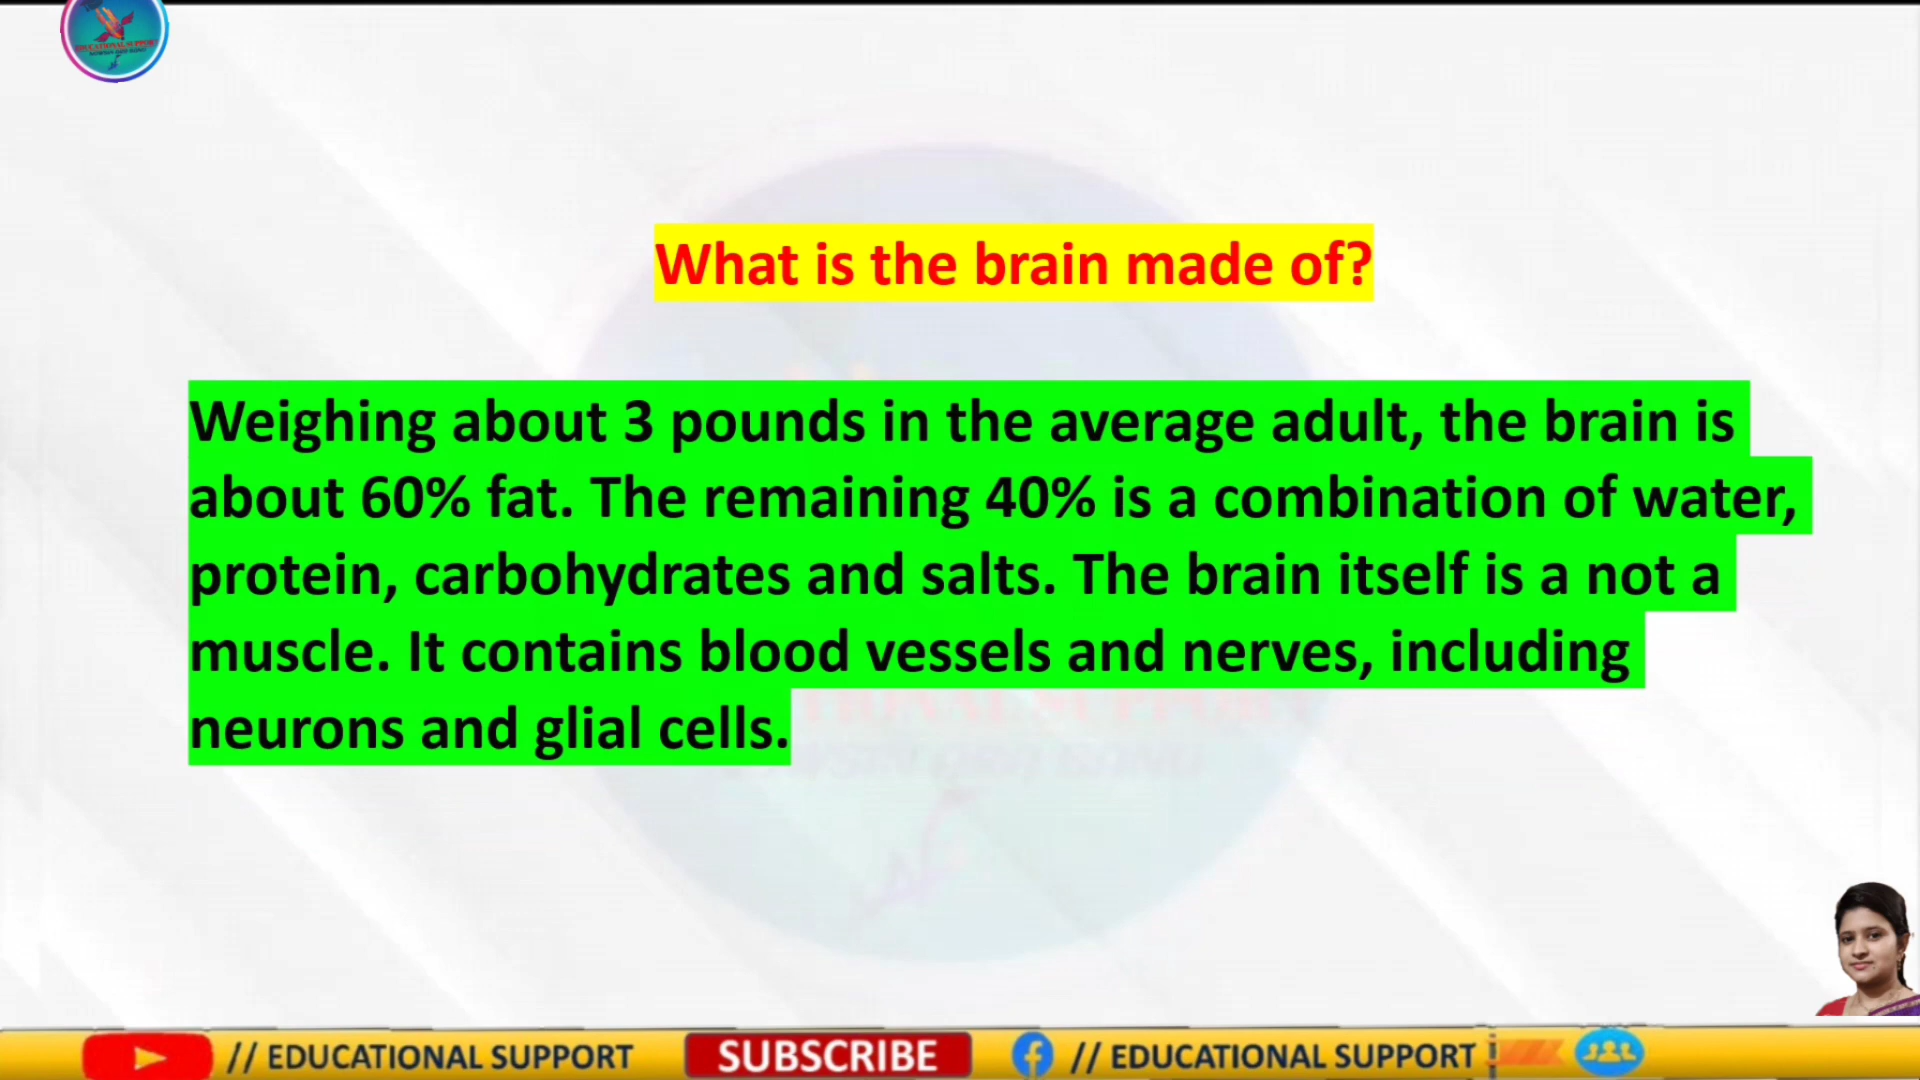 EDUCATIONAL SUPPORT
What is the brain made of?
Weighing about 3 pounds in the average adult, the brain is
about 60% fat. The remaining 40% is a combination of water,
protein, carbohydrates and salts. The brain itself is a not a
muscle. It contains blood vessels and nerves, including
neurons and glial cells.
// EDUCATIONAL SUPPORT
SUBSCRIBE
// EDUCATIONAL SUPPORT